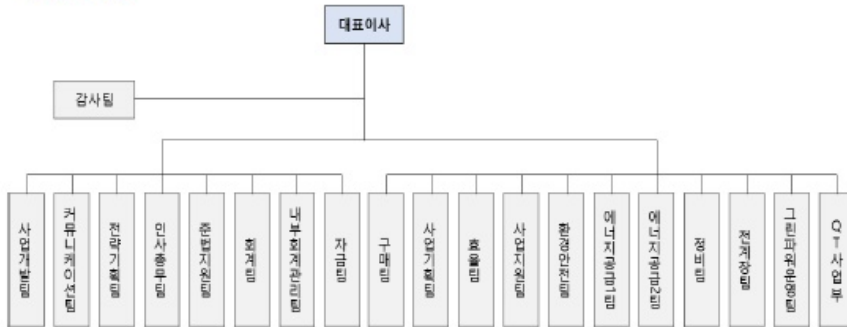 대표이사
감사팀
사업개발팀
커뮤니케이션팀
전략기획팀
인사총무팀
준법지원팀
회계팀
내부회계관리팀
자금팀
구매팀
사업기획팀
효율팀
사업지원팀
환경안전팀
에너지공급1팀
에너지공급2팀
정비팀
전계장팀
그린파워운영팀
QT사업부